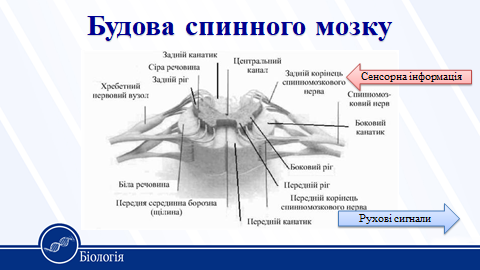 Будова спинного мозку
Задній канатик
Сіра речовина
Задній ріг
Хребетний
нервовий вузол
Центральний
канал
Задній корінець
спинномозкового
нерва
Сенсорна інформація
Спинномоз-
ковий нерв
Боковий
канатик
Боковий ріг
Передній ріг
Передній корінець
спинномозкового нерва
Передній канатик
Біла речовина
Передня серединна борозна
(щілина)
Рухові сигнали
Біологія